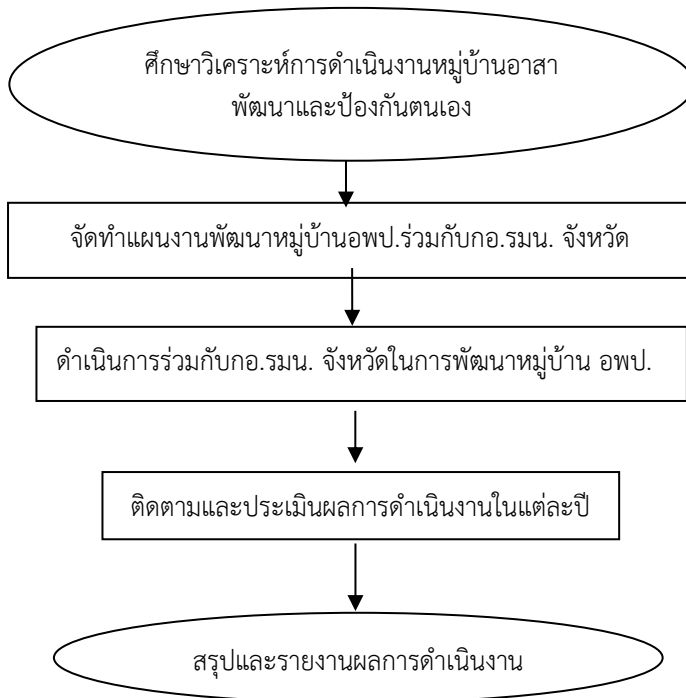 ศึกษาวิเคราะห์การดำเนินงานหมู่บ้านอาสา
พัฒนาและป้องกันตนเอง
จัดทำแผนงานพัฒนาหมู่บ้านอพป.ร่วมกับกอ.รมน. จังหวัด
ดำเนินการร่วมกับกอ.รมน. จังหวัดในการพัฒนาหมู่บ้าน อพป.
ติดตามและประเมินผลการดำเนินงานในแต่ละปี
สรุปและรายงานผลการดำเนินงาน